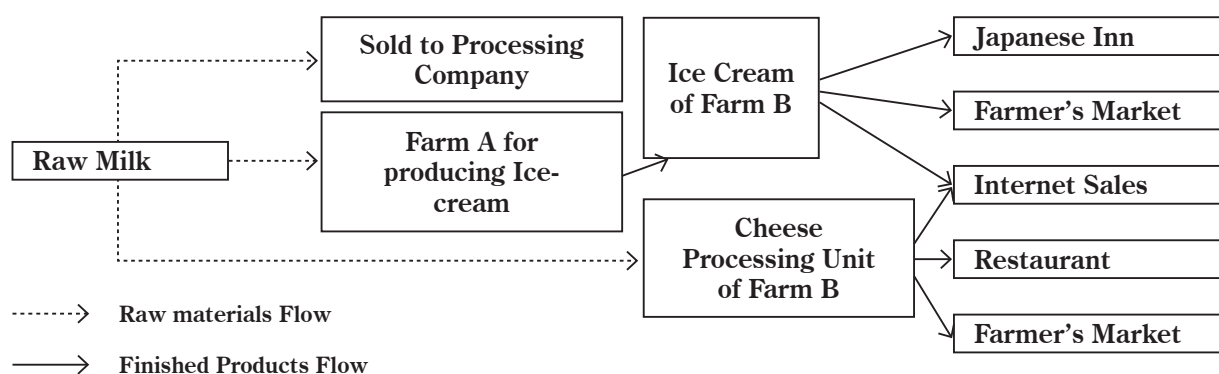 Raw Milk
Sold to Processing
Company
Farm A for
producing Ice-
cream
Ice Cream
of Farm B
Cheese
Processing Unit
of Farm B
Japanese Inn
Farmer’s Market
Internet Sales
Restaurant
Farmer’s Market
Raw materials Flow
Finished Products Flow